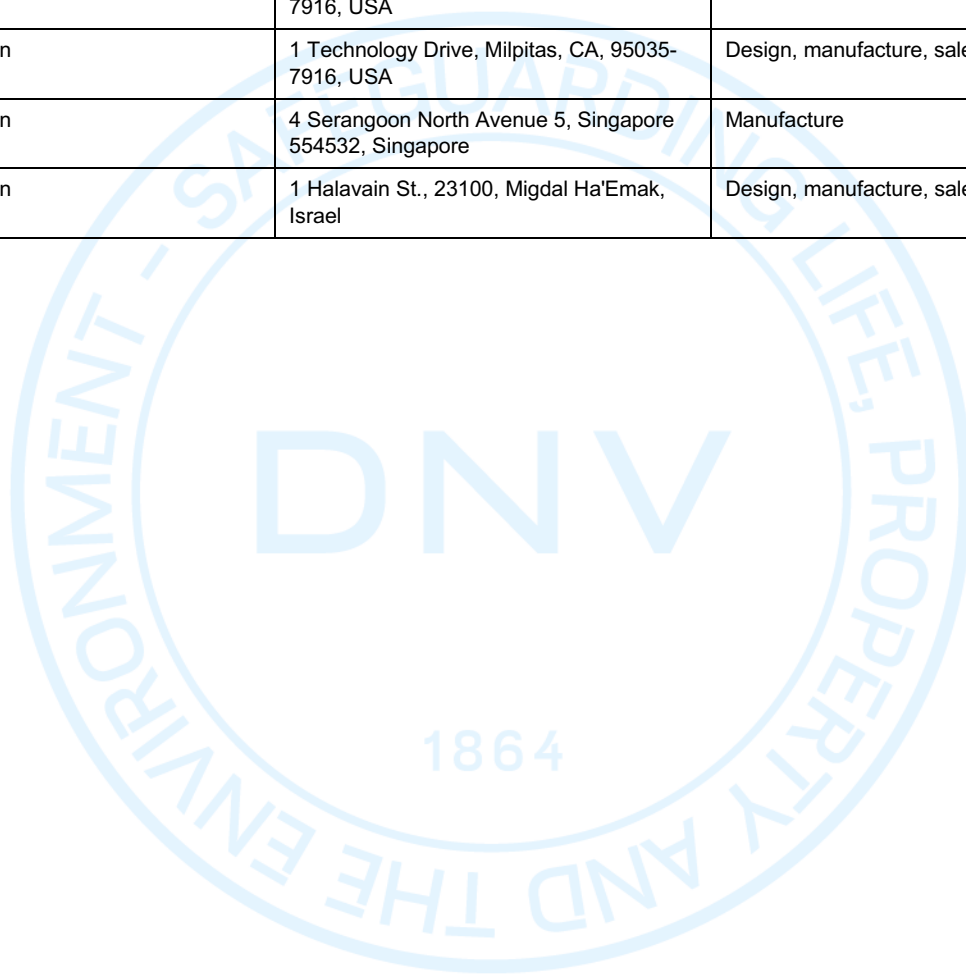 7916, USA
n
1 Technology Drive, Milpitas, CA, 95035-
7916, USA
Design, manufacture, sale
n
4 Serangoon North Avenue 5, Singapore
554532, Singapore
Manufacture
n
1 Halavain St., 23100, Migdal Ha'Emak,
Israel
Design, manufacture, sale
SAFEGUARDING LIFE, PROPERTY AND THE ENVIRONMENT -
DNV
1864